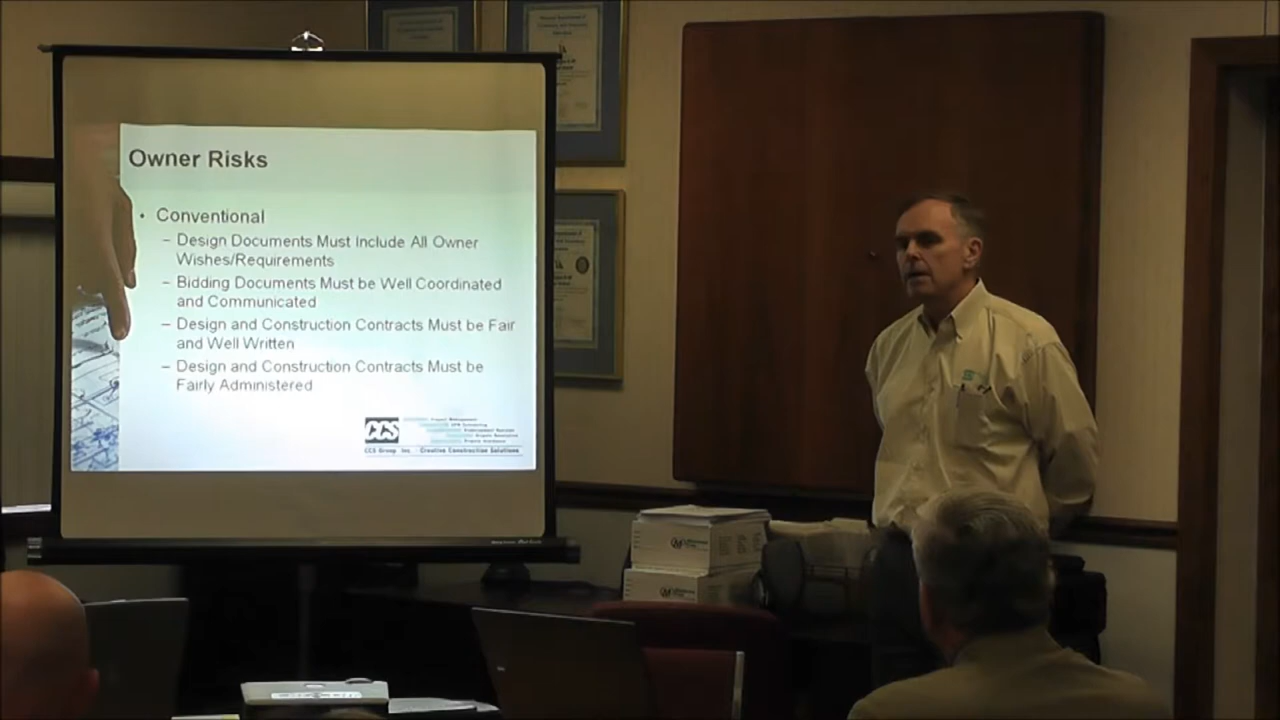 Owner Risks
• Conventional
– Design Documents Must Include All Owner
Wishes/Requirements
– Bidding Documents Must be Well Coordinated
and Communicated
– Design and Construction Contracts Must be Fair
and Well Written
– Design and Construction Contracts Must be
Fairly Administered
CCS
CCS Group Inc. Creative Construction Solutions